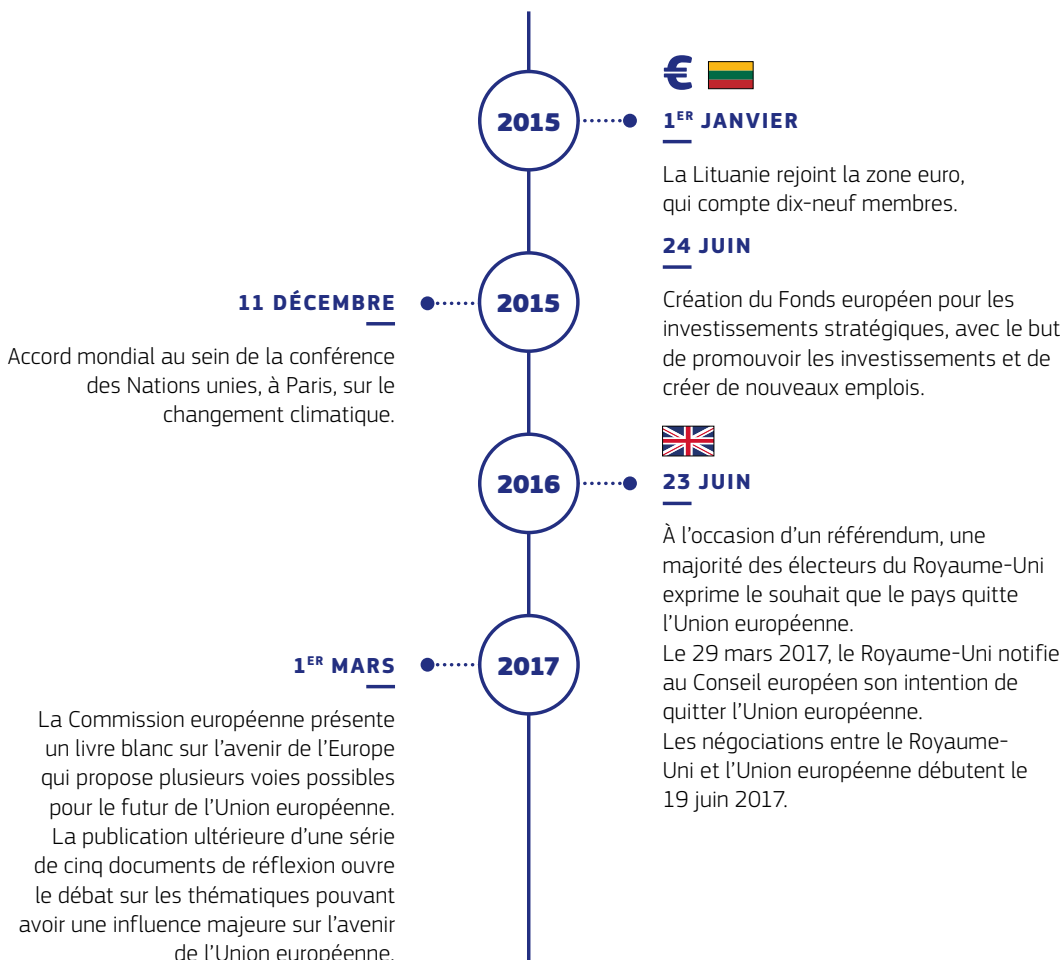 2015
€
1ER JANVIER
La Lituanie rejoint la zone euro,
qui compte dix-neuf membres.
24 JUIN
Création du Fonds européen pour les
investissements stratégiques, avec le but
de promouvoir les investissements et de
créer de nouveaux emplois.
2015
11 DÉCEMBRE
Accord mondial au sein de la conférence
des Nations unies, à Paris, sur le
changement climatique.
2016
23 JUIN
À l’occasion d’un référendum, une
majorité des électeurs du Royaume-Uni
exprime le souhait que le pays quitte
l’Union européenne.
Le 29 mars 2017, le Royaume-Uni notifie
au Conseil européen son intention de
quitter l’Union européenne.
Les négociations entre le Royaume-
Uni et l’Union européenne débutent le
19 juin 2017.
2017
1ER MARS
La Commission européenne présente
un livre blanc sur l’avenir de l’Europe
qui propose plusieurs voies possibles
pour le futur de l’Union européenne.
La publication ultérieure d’une série
de cinq documents de réflexion ouvre
le débat sur les thématiques pouvant
avoir une influence majeure sur l’avenir
de l’Union européenne.